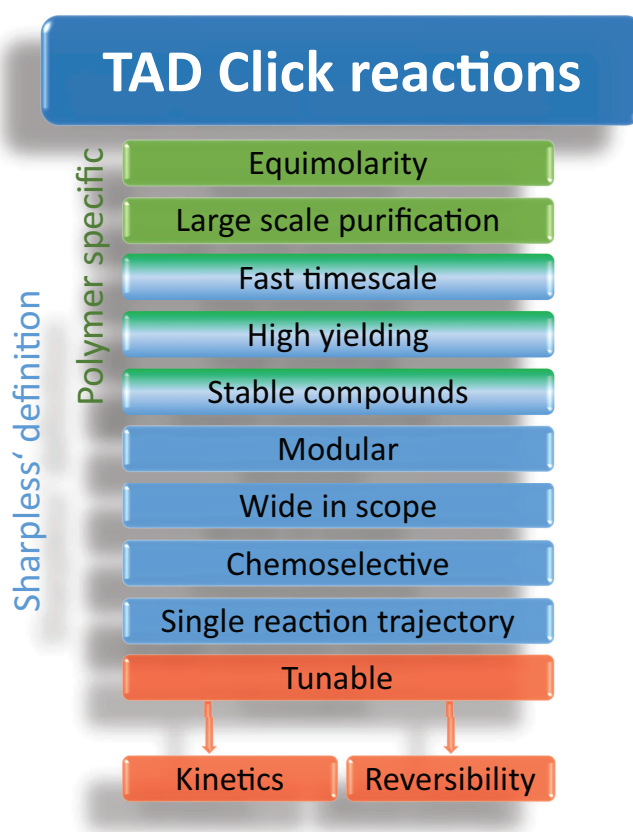 TAD Click reactions
Polymer specific
Sharpless‘ definition
Equimolarity
Large scale purification
Fast timescale
High yielding
Stable compounds
Modular
Wide in scope
Chemoselective
Single reaction trajectory
Tunable
Kinetics
Reversibility